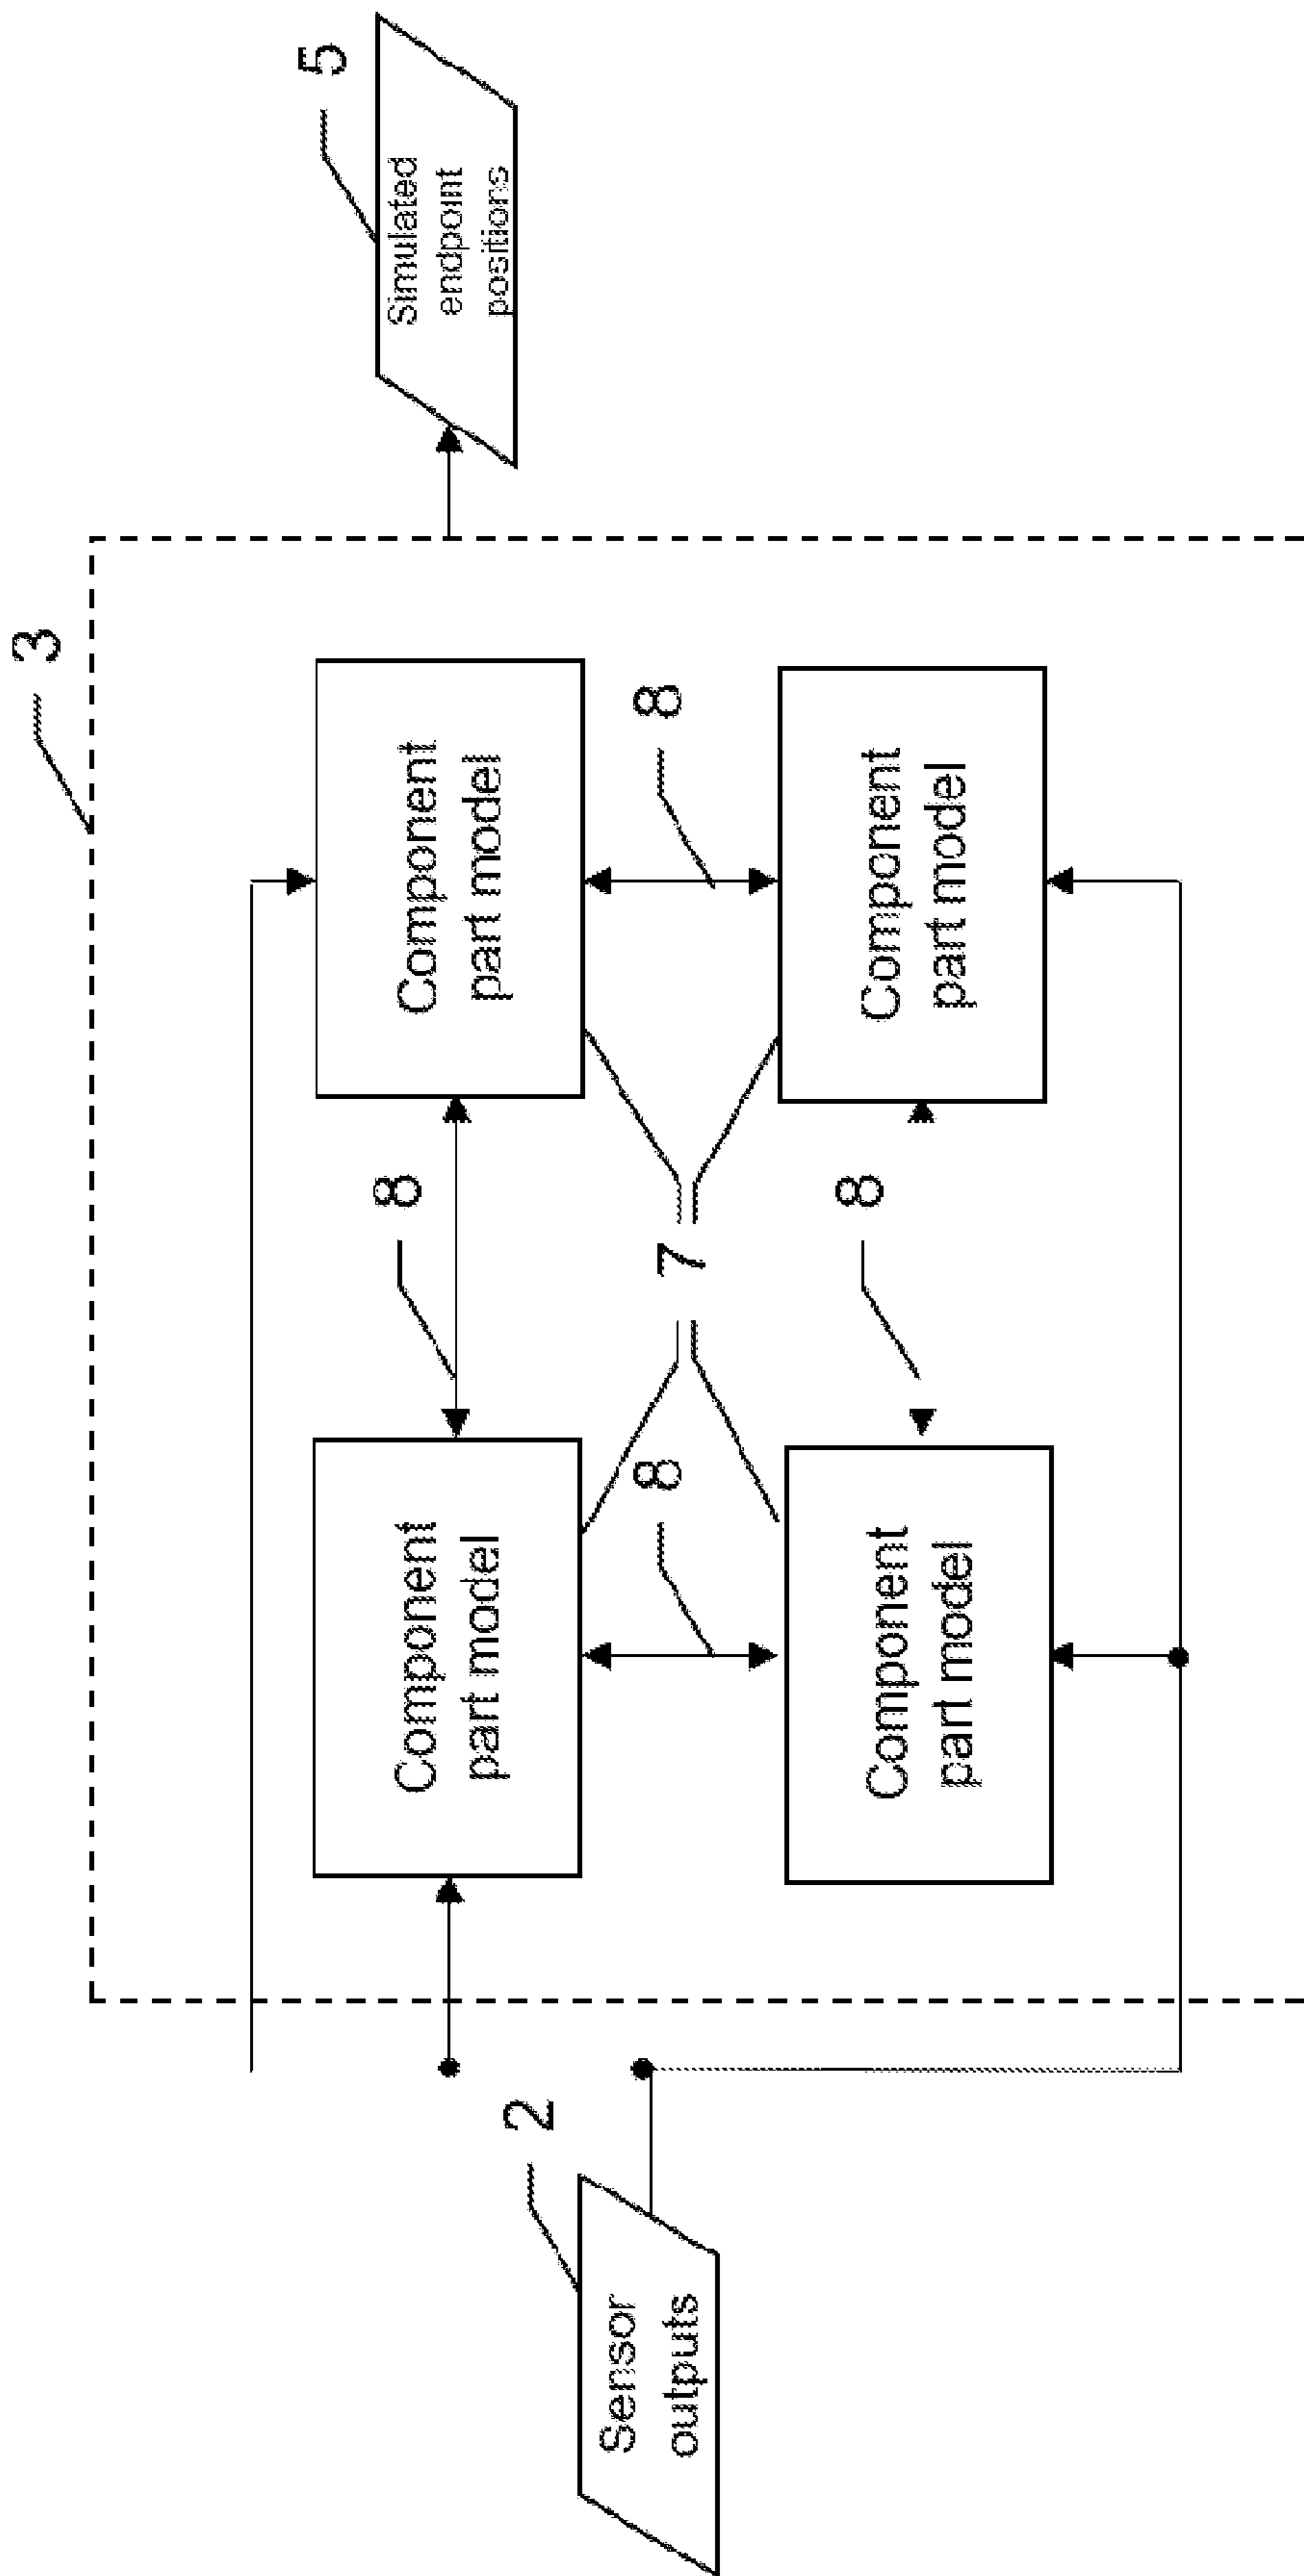 3
5
Simulated
endpoint
positions
8
Component
part model
Component
part model
8
7
8
8
Component
part model
Component
part model
2
Sensor
outputs